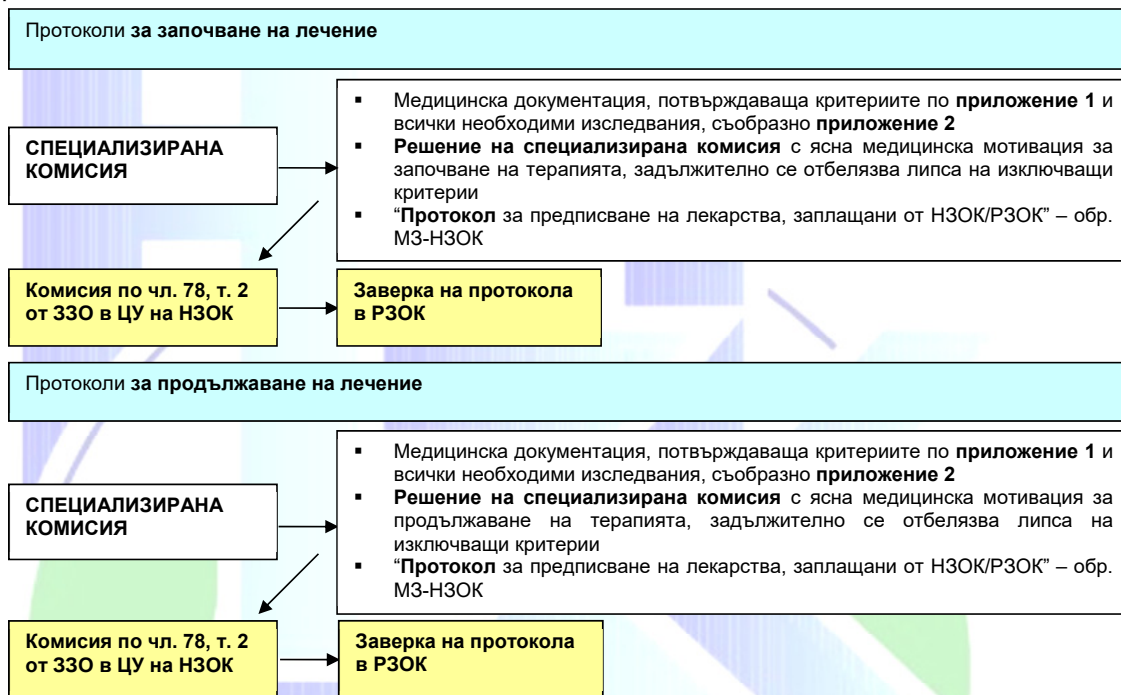 Протоколи за започване на лечение
СПЕЦИАЛИЗИРАНА
КОМИСИЯ
▪ Медицинска документация, потвърждаваща критериите по приложение 1 и
всички необходими изследвания, съобразно приложение 2
▪ Решение на специализирана комисия с ясна медицинска мотивация за
започване на терапията, задължително се отбелязва липса на изключващи
критерии
▪ “Протокол за предписване на лекарства, заплащани от НЗОК/РЗОК” – обр.
МЗ-НЗОК
Комисия по чл. 78, т. 2
от ЗЗО в ЦУ на НЗОК
Заверка на протокола
в РЗОК
Протоколи за продължаване на лечение
СПЕЦИАЛИЗИРАНА
КОМИСИЯ
▪ Медицинска документация, потвърждаваща критериите по приложение 1 и
всички необходими изследвания, съобразно приложение 2
▪ Решение на специализирана комисия с ясна медицинска мотивация за
продължаване на терапията, задължително се отбелязва липса на
изключващи критерии
▪ “Протокол за предписване на лекарства, заплащани от НЗОК/РЗОК” – обр.
МЗ-НЗОК
Комисия по чл. 78, т. 2
от ЗЗО в ЦУ на НЗОК
Заверка на протокола
в РЗОК